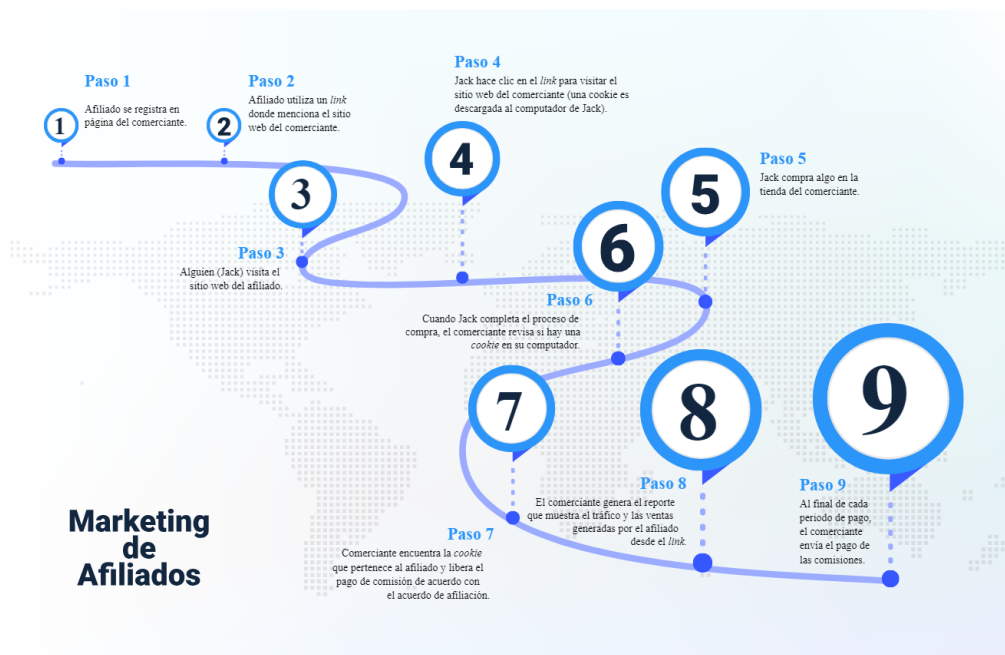 Paso 1
Afiliado se registra en
página del comerciante.
1
Paso 2
Afiliado utiliza un link
donde menciona el sitio
web del comerciante.
2
3
Paso 3
Alguien (Jack) visita el
sitio web del afiliado.
Paso 4
Jack hace clic en el link para visitar el
sitio web del comerciante (una cookie es
descargada al computador de Jack).
4
5
Paso 5
Jack compra algo en la
tienda del comerciante.
6
Paso 6
Cuando Jack completa el proceso de
compra, el comerciante revisa si hay una
cookie en su computador.
7
Paso 7
Comerciante encuentra la cookie
que pertenece al afiliado y libera el
pago de comisión de acuerdo con
el acuerdo de afiliación.
8
Paso 8
El comerciante genera el reporte
que muestra el tráfico y las ventas
generadas por el afiliado
desde el link.
9
Paso 9
Al final de cada
periodo de pago,
el comerciante
envía el pago de
las comisiones.
Marketing
de
Afiliados